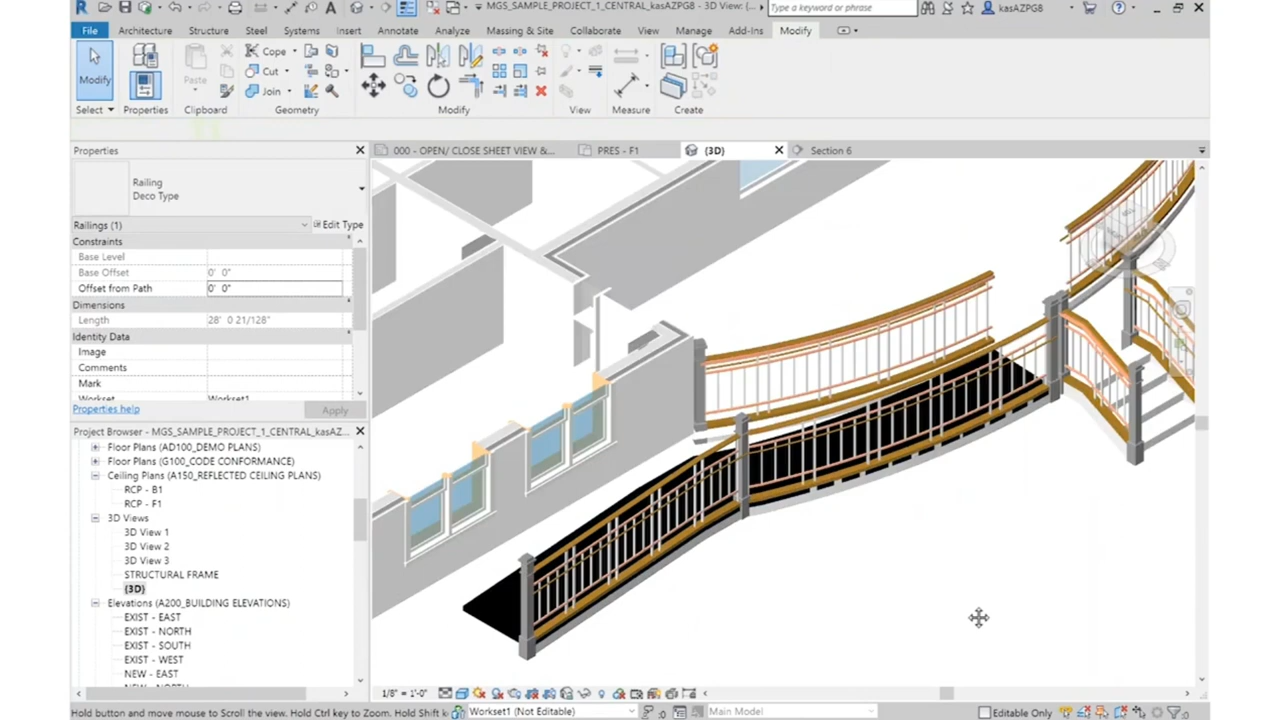 MGS_SAMPLE_PROJECT_1_CENTRAL_kasAZPG8 - 3D View: {...
Type a keyword or phrase
kasAZPG8
File Architecture Structure Steel Systems Insert Annotate Analyze Massing & Site Collaborate View Manage Add-Ins Modify
Modify
Properties
Paste
Cope
Cut
Join
Select Properties Clipboard Geometry Modify View Measure Create
Properties
000 - OPEN/ CLOSE SHEET VIEW &... PRES - F1 {3D} Section 6
Railing
Deco Type
Railings (1) Edit Type
Constraints
Base Level
Base Offset 0' 0"
Offset from Path 0' 0"
Dimensions
Length 28' 0 21/128"
Identity Data
Image
Comments
Mark
Workset Workset1
Properties help Apply
Project Browser - MGS_SAMPLE_PROJECT_1_CENTRAL_kasAZ...
Floor Plans (AD100_DEMO PLANS)
Floor Plans (G100_CODE CONFORMANCE)
Ceiling Plans (A150_REFLECTED CEILING PLANS)
RCP - B1
RCP - F1
3D Views
3D View 1
3D View 2
3D View 3
STRUCTURAL FRAME
{3D}
Elevations (A200_BUILDING ELEVATIONS)
EXIST - EAST
EXIST - NORTH
EXIST - SOUTH
EXIST - WEST
NEW - EAST
1/8" = 1'-0"
Hold button and move mouse to Scroll the view. Hold Ctrl key to Zoom. Hold Shift k
Workset1 (Not Editable)
:0
Main Model
Editable Only
:0